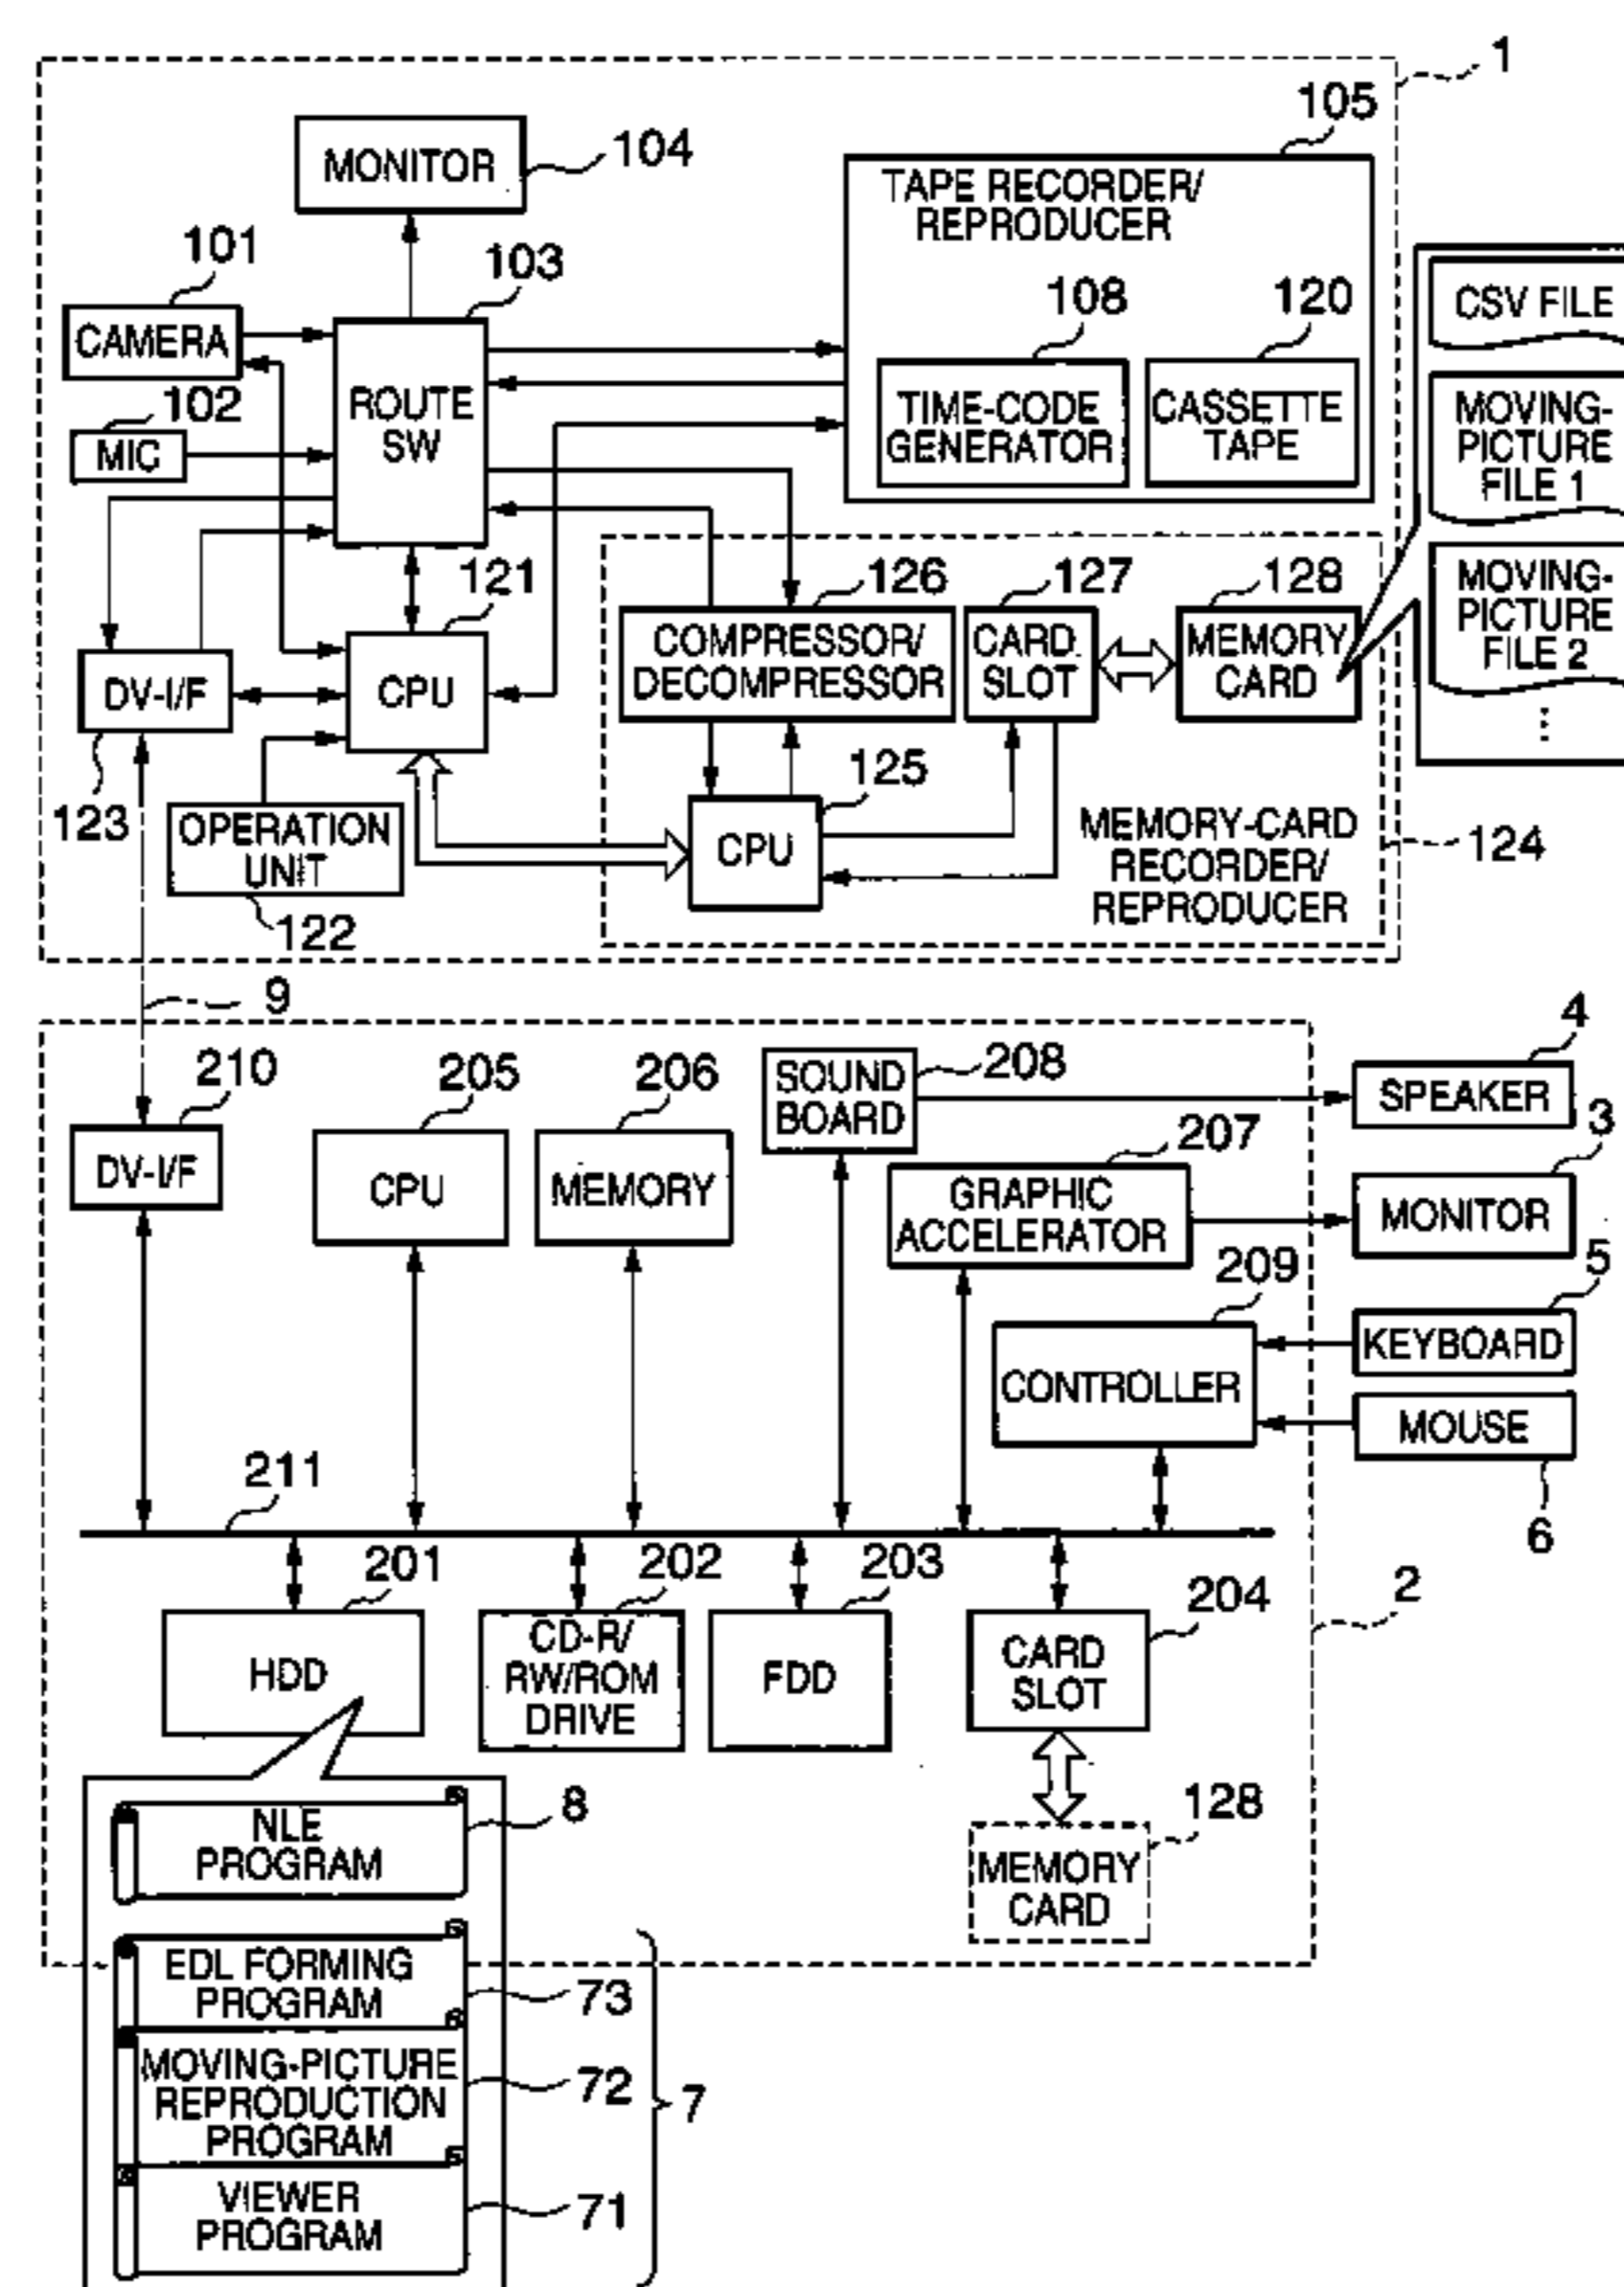 1
105
MONITOR
104
TAPE RECORDER/
REPRODUCER
101
103
108
120
CAMERA
CSV FILE
102
ROUTE
SW
TIME-CODE
GENERATOR
CASSETTE
TAPE
MOVING-
PICTURE
FILE 1
MIC
121
126
127
128
MOVING-
PICTURE
FILE 2
COMPRESSOR/
DECOMPRESSOR
CARD
SLOT
MEMORY
CARD
DV-I/F
CPU
125
123
OPERATION
UNIT
CPU
MEMORY-CARD
RECORDER/
REPRODUCER
124
122
9
4
210
205
206
SOUND
BOARD
208
SPEAKER
3
207
DV-I/F
CPU
MEMORY
GRAPHIC
ACCELERATOR
MONITOR
209
5
KEYBOARD
CONTROLLER
MOUSE
211
6
201
202
203
204
2
HDD
CD-R/
RW/ROM
DRIVE
FDD
CARD
SLOT
128
8
NLE
PROGRAM
MEMORY
CARD
EDL FORMING
PROGRAM
73
MOVING-PICTURE
REPRODUCTION
PROGRAM
72
7
VIEWER
PROGRAM
71